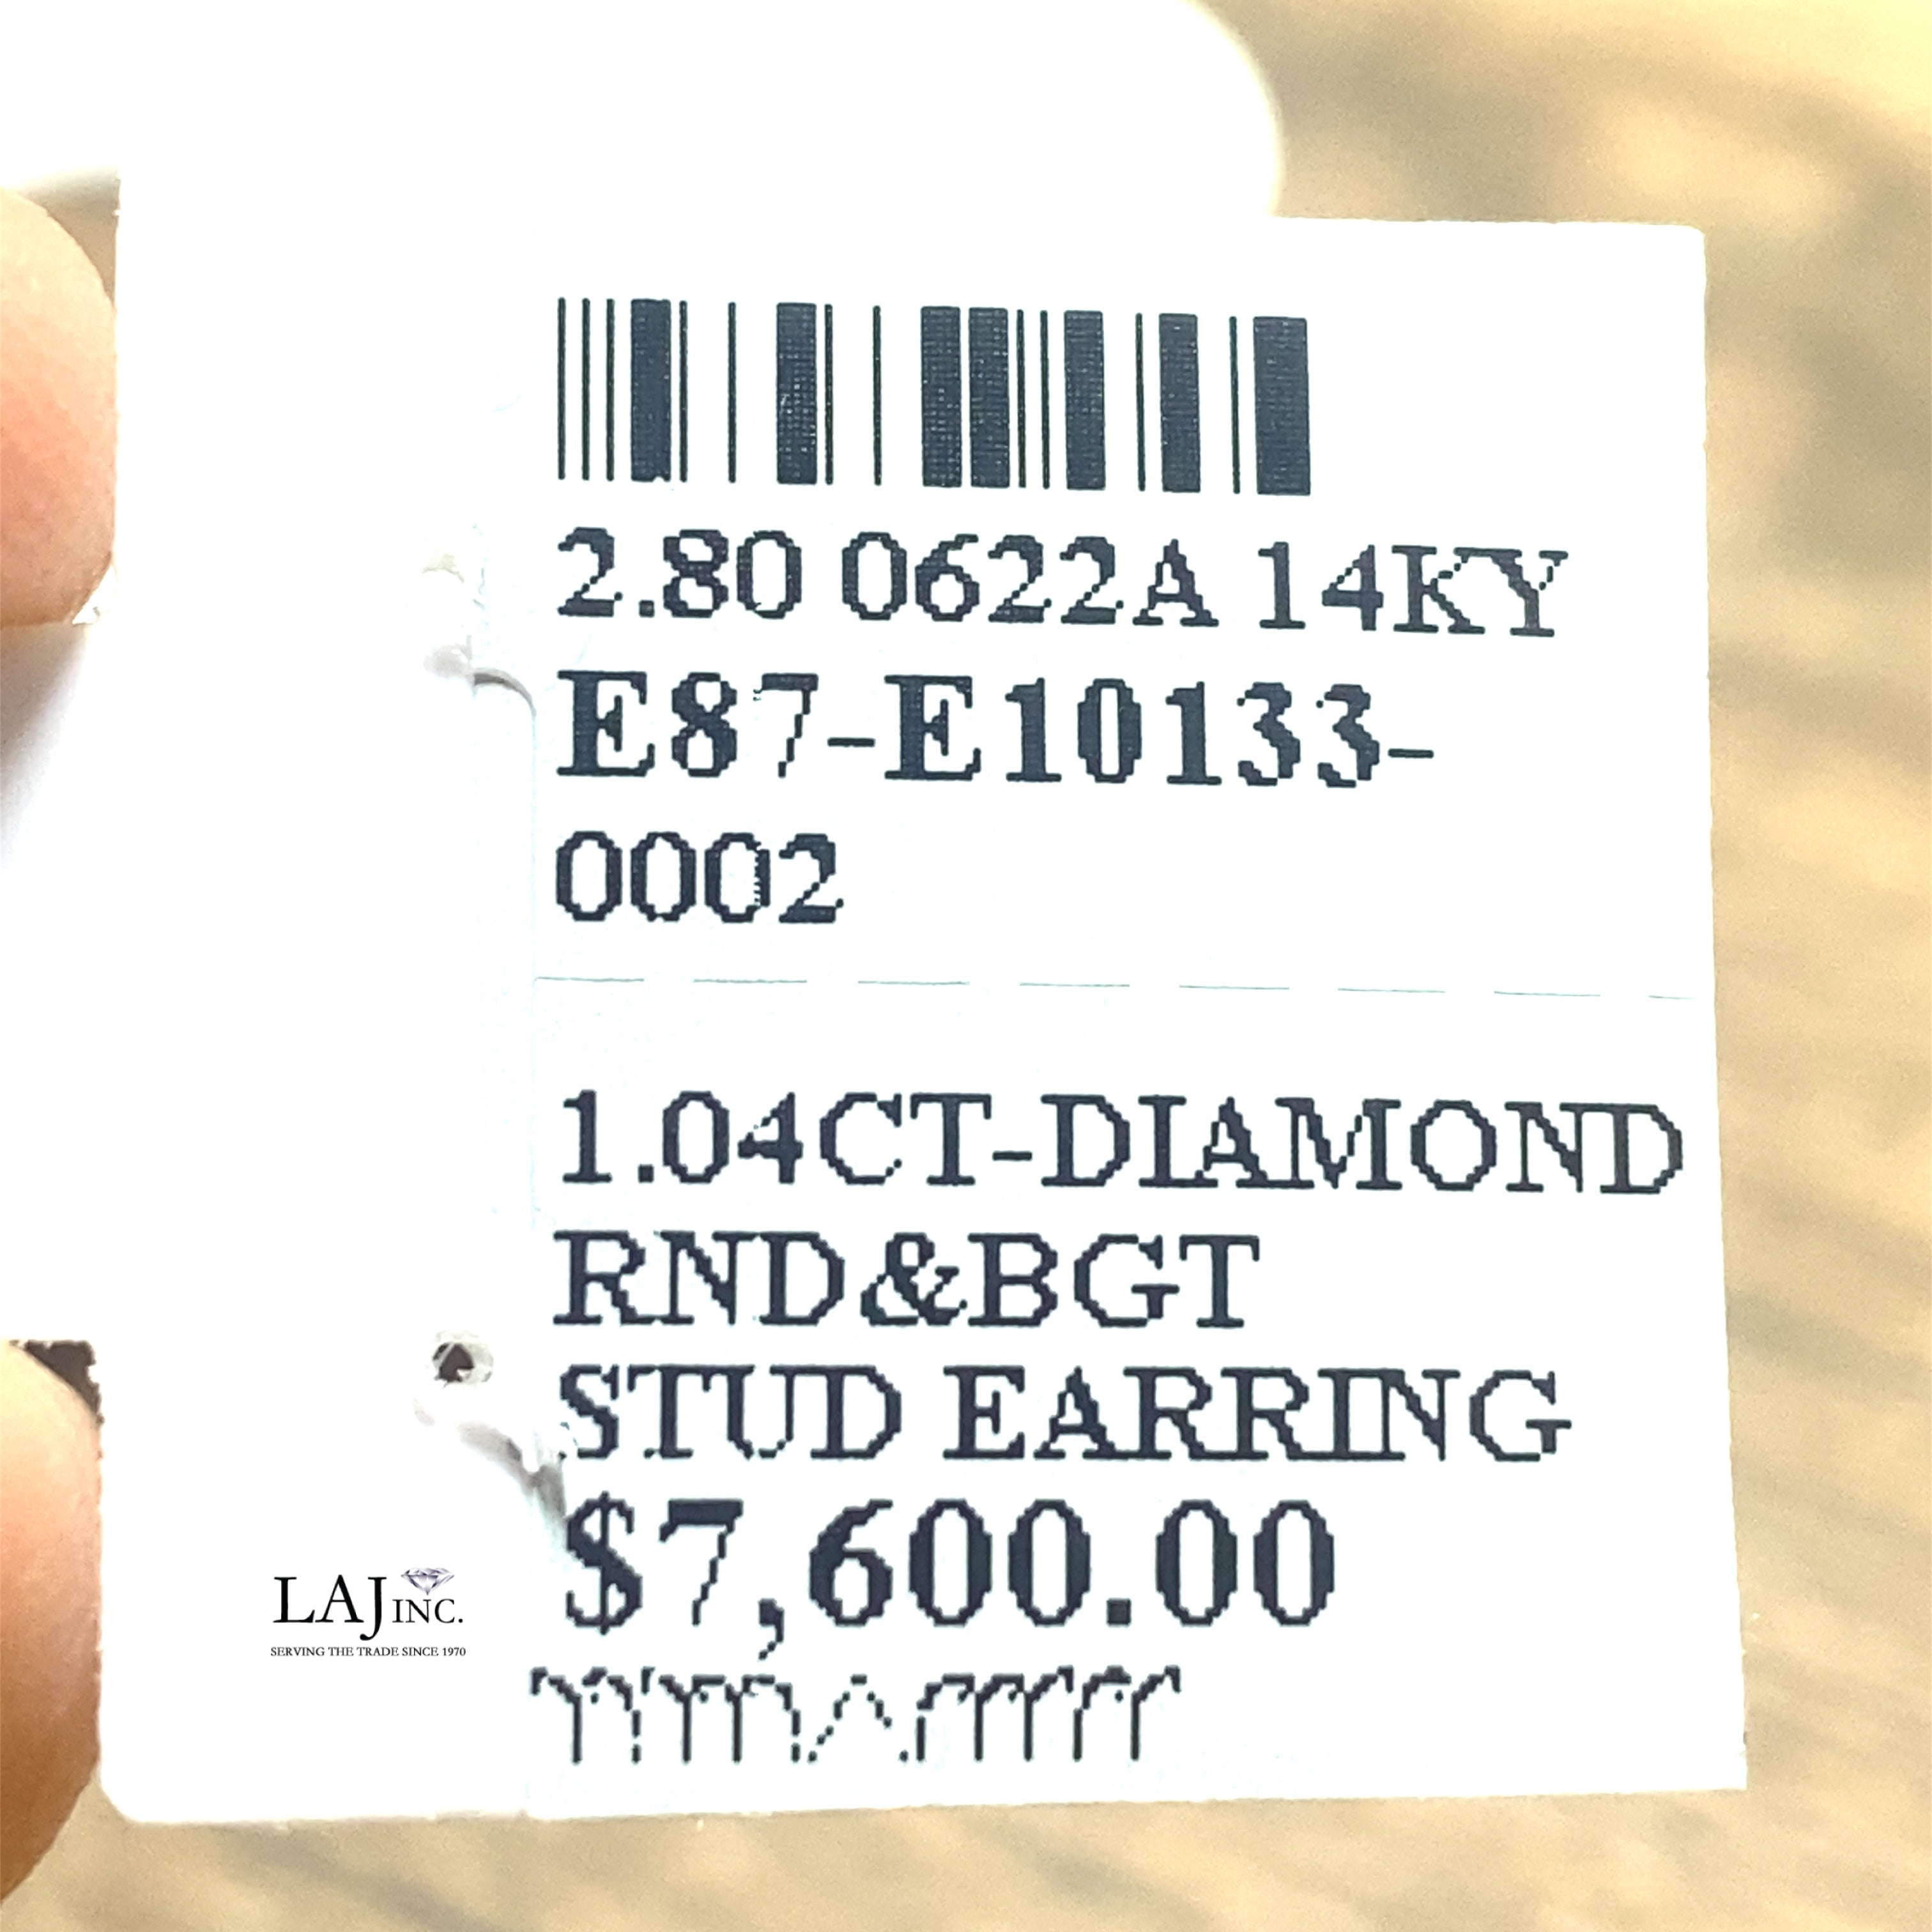 2.80 0622A 14KY
E87-E10133-
0002
1.04CT-DIAMOND
RND&BGT
STUD EARRING
$7,600.00
LAJ INC.
SERVING THE TRADE SINCE 1970